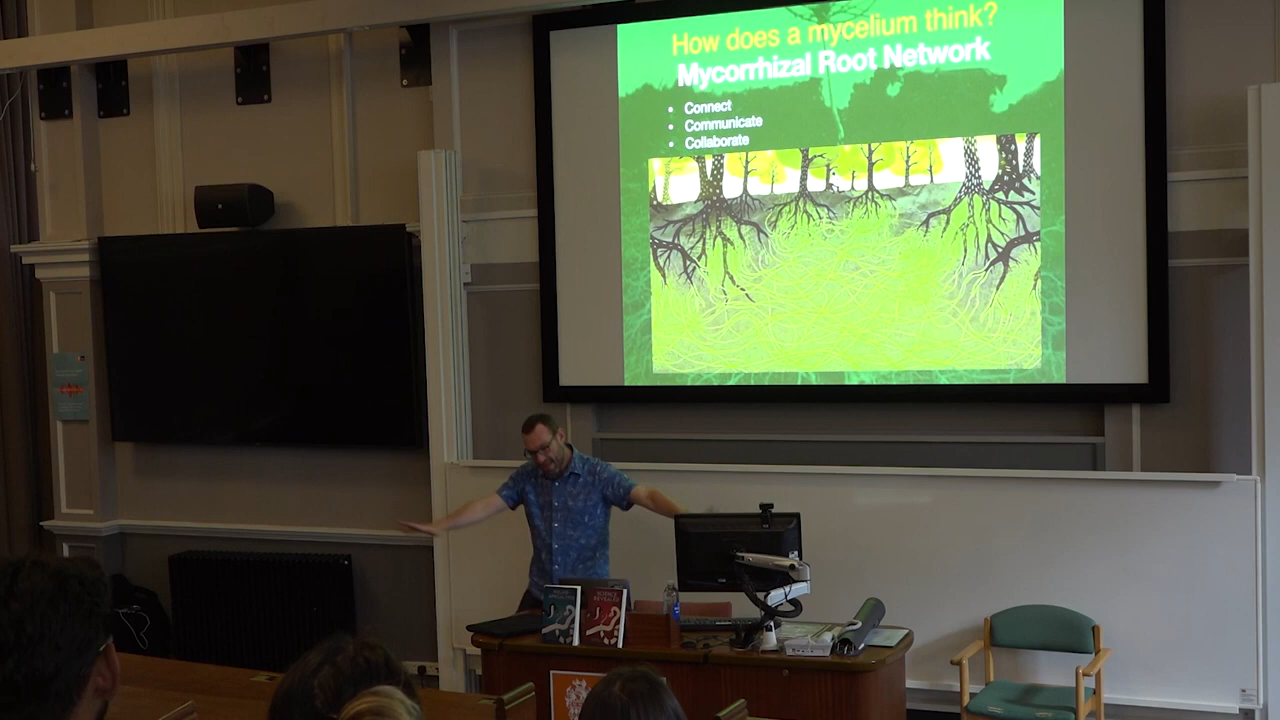 How does a mycelium think?
Mycorrhizal Root Network
• Connect
• Communicate
• Collaborate